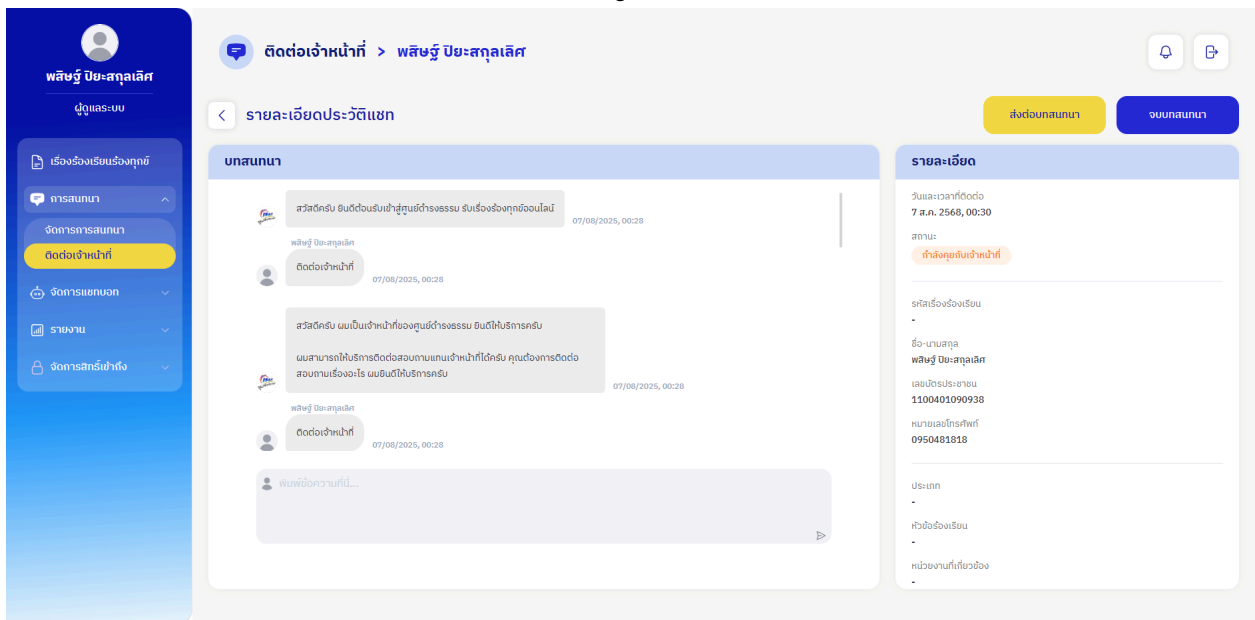 พสิษฐ์ ปิยะสกุลเลิศ
ผู้ดูแลระบบ
เรื่องร้องเรียนร้องทุกข์
การสนทนา
จัดการการสนทนา
ติดต่อเจ้าหน้าที่
จัดการแชทบอท
รายงาน
จัดการสิทธิ์เข้าถึง
ติดต่อเจ้าหน้าที่ > พสิษฐ์ ปิยะสกุลเลิศ
รายละเอียดประวัติแชท
ส่งต่อบทสนทนา
จบบทสนทนา
บทสนทนา
สวัสดีครับ ยินดีต้อนรับเข้าสู่ศูนย์ดำรงธรรม รับเรื่องร้องทุกข์ออนไลน์
07/08/2025, 00:28
พสิษฐ์ ปิยะสกุลเลิศ
ติดต่อเจ้าหน้าที่
07/08/2025, 00:28
สวัสดีครับ ผมเป็นเจ้าหน้าที่ของศูนย์ดำรงธรรม ยินดีให้บริการครับ
ผมสามารถให้บริการติดต่อสอบถามแทนเจ้าหน้าที่ได้ครับ คุณต้องการติดต่อ
สอบถามเรื่องอะไร ผมยินดีให้บริการครับ
07/08/2025, 00:28
พสิษฐ์ ปิยะสกุลเลิศ
ติดต่อเจ้าหน้าที่
07/08/2025, 00:28
พิมพ์ข้อความที่นี่...
รายละเอียด
วันและเวลาที่ติดต่อ
7 ส.ค. 2568, 00:30
สถานะ
กำลังคุยกับเจ้าหน้าที่
รหัสเรื่องร้องเรียน
-
ชื่อ-นามสกุล
พสิษฐ์ ปิยะสกุลเลิศ
เลขบัตรประชาชน
1100401090938
หมายเลขโทรศัพท์
0950481818
ประเภท
-
หัวข้อร้องเรียน
-
หน่วยงานที่เกี่ยวข้อง
-